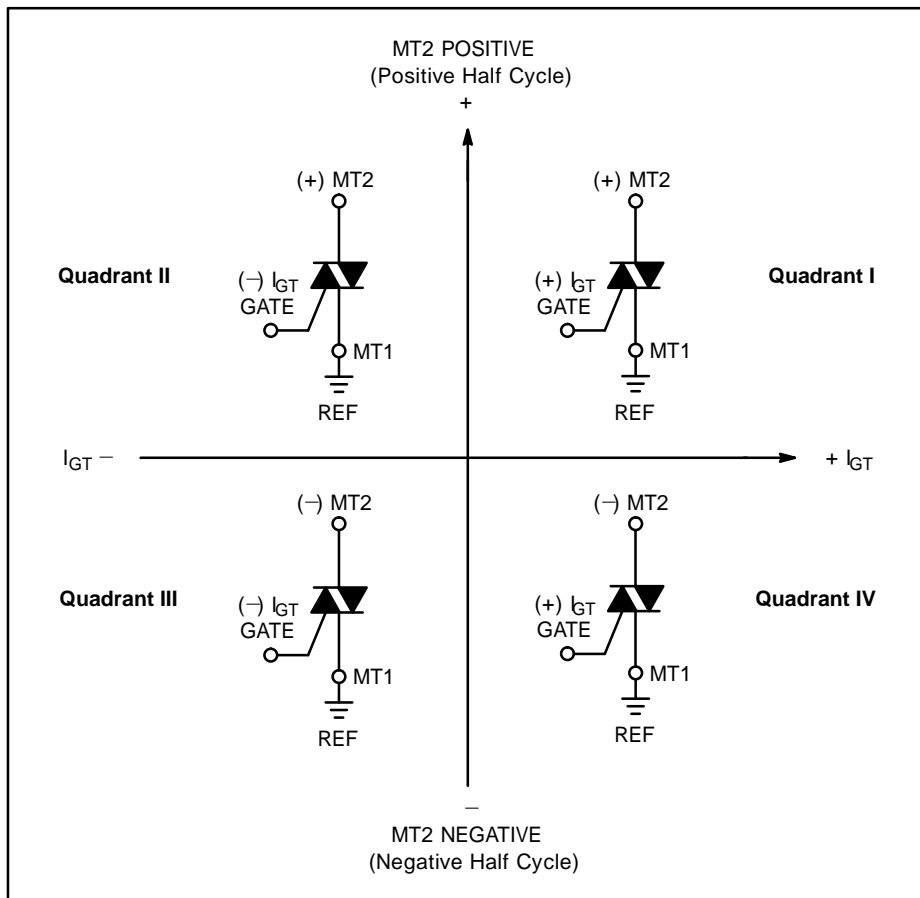 MT2 POSITIVE
(Positive Half Cycle)
+
(+) MT2
(+) MT2
Quadrant II
(−) IGT
GATE
(+) IGT
GATE
Quadrant I
MT1
MT1
REF
REF
IGT −
+ IGT
(−) MT2
(−) MT2
Quadrant III
(−) IGT
GATE
(+) IGT
GATE
Quadrant IV
MT1
MT1
REF
REF
−
MT2 NEGATIVE
(Negative Half Cycle)